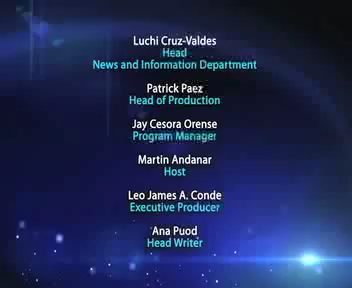 Luchi Cruz-Valdes
Head
News and Information Department
Patrick Paez
Head of Production
Jay Cesora Orense
Program Manager
Martin Andanar
Host
Leo James A. Conde
Executive Producer
Ana Puod
Head Writer